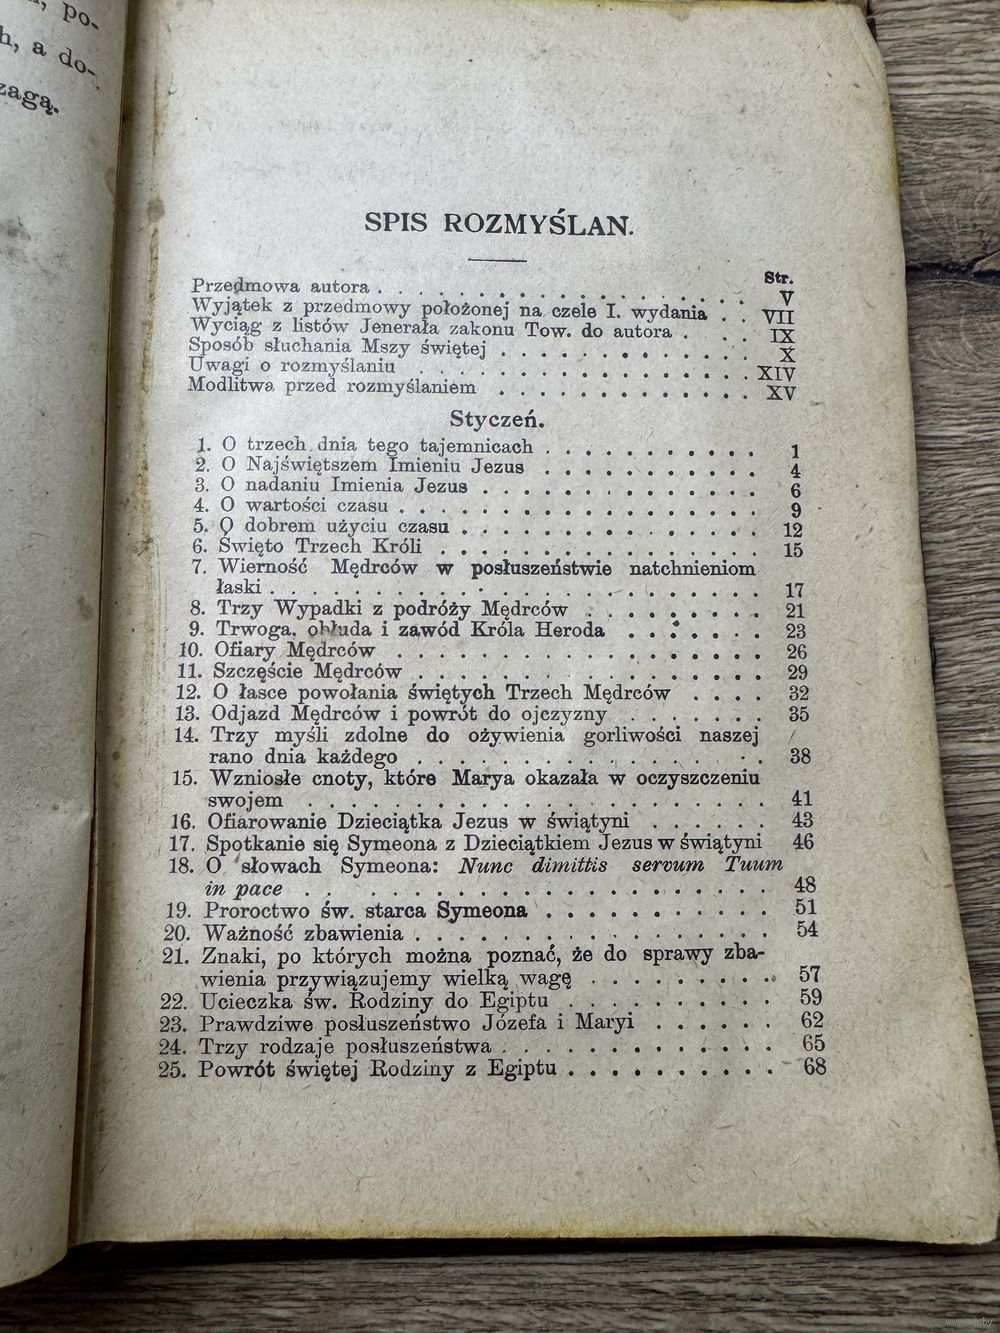 po-
h, a do-
zagą.
SPIS ROZMYŚLAN.
Str.
Przedmowa autora . . . . . . . . . . . . . . . . V
Wyjątek z przedmowy położonej na czele I. wydania . . VII
Wyciąg z listów Jenerała zakonu Tow. do autora . . . . IX
Sposób słuchania Mszy świętej . . . . . . . . . . . X
Uwagi o rozmyślaniu . . . . . . . . . . . . . . XIV
Modlitwa przed rozmyślaniem . . . . . . . . . . . XV
Styczeń.
1. O trzech dnia tego tajemnicach . . . . . . . . . . 1
2. O Najświętszem Imieniu Jezus . . . . . . . . . . 4
3. O nadaniu Imienia Jezus . . . . . . . . . . . . 6
4. O wartości czasu . . . . . . . . . . . . . . . 9
5. O dobrem użyciu czasu . . . . . . . . . . . . . 12
6. Święto Trzech Króli . . . . . . . . . . . . . . 15
7. Wierność Mędrców w posłuszeństwie natchnieniom
łaski . . . . . . . . . . . . . . . . . . . 17
8. Trzy Wypadki z podróży Mędrców . . . . . . . . 21
9. Trwoga, obłuda i zawód Króla Heroda . . . . . . . 23
10. Ofiary Mędrców . . . . . . . . . . . . . . . 26
11. Szczęście Mędrców . . . . . . . . . . . . . . 29
12. O łasce powołania świętych Trzech Mędrców . . . . 32
13. Odjazd Mędrców i powrót do ojczyzny . . . . . . . 35
14. Trzy myśli zdolne do ożywienia gorliwości naszej
rano dnia każdego . . . . . . . . . . . . . . 38
15. Wzniosłe cnoty, które Marya okazała w oczyszczeniu
swojem . . . . . . . . . . . . . . . . . . 41
16. Ofiarowanie Dzieciątka Jezus w świątyni . . . . . . 43
17. Spotkanie się Symeona z Dzieciątkiem Jezus w świątyni 46
18. O słowach Symeona: Nunc dimittis servum Tuum
in pace . . . . . . . . . . . . . . . . . . 48
19. Proroctwo św. starca Symeona . . . . . . . . . . 51
20. Ważność zbawienia . . . . . . . . . . . . . . 54
21. Znaki, po których można poznać, że do sprawy zba-
wienia przywiązujemy wielką wagę . . . . . . . . 57
22. Ucieczka św. Rodziny do Egiptu . . . . . . . . . 59
23. Prawdziwe posłuszeństwo Józefa i Maryi . . . . . . 62
24. Trzy rodzaje posłuszeństwa . . . . . . . . . . . 65
25. Powrót świętej Rodziny z Egiptu . . . . . . . . . 68